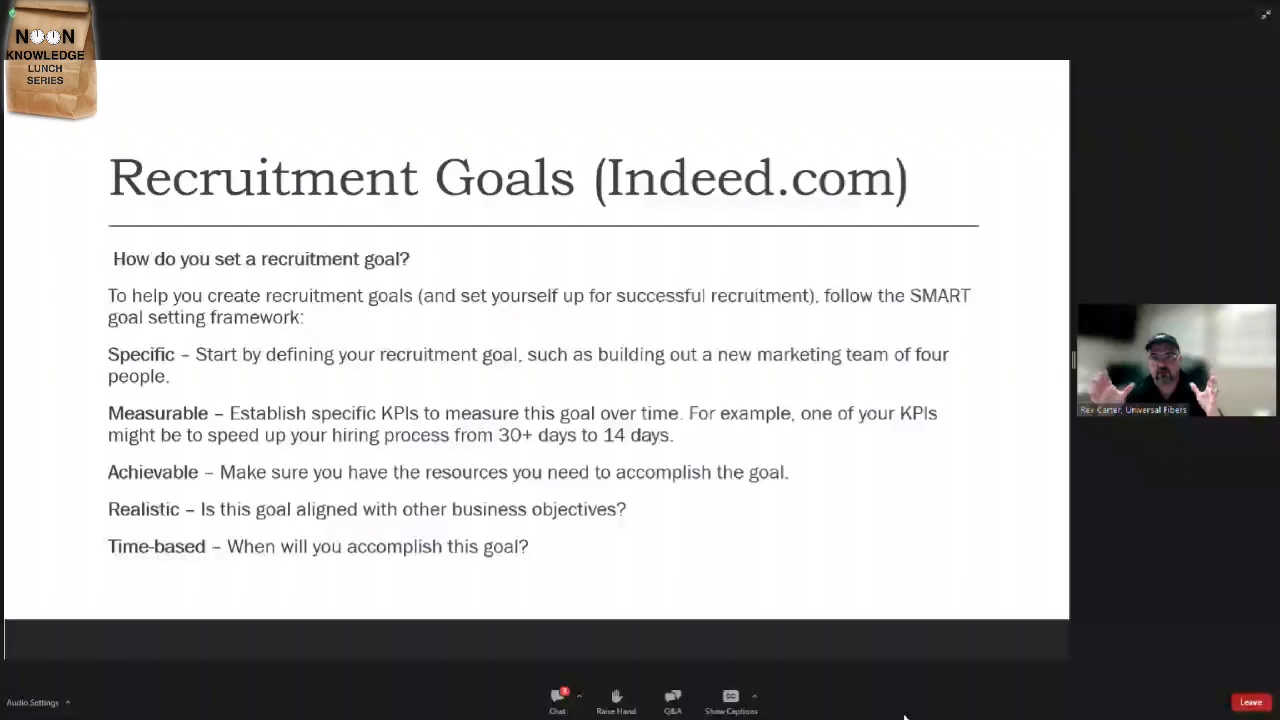 NOON
KNOWLEDGE
LUNCH
SERIES
Recruitment Goals (Indeed.com)
How do you set a recruitment goal?
To help you create recruitment goals (and set yourself up for successful recruitment), follow the SMART
goal setting framework:
Specific – Start by defining your recruitment goal, such as building out a new marketing team of four
people.
Measurable – Establish specific KPIs to measure this goal over time. For example, one of your KPIs
might be to speed up your hiring process from 30+ days to 14 days.
Achievable – Make sure you have the resources you need to accomplish the goal.
Realistic – Is this goal aligned with other business objectives?
Time-based – When will you accomplish this goal?
Rex Carter, Universal Fibers
Audio Settings
Chat
Raise Hand
Q&A
CC
Show Captions
Leave